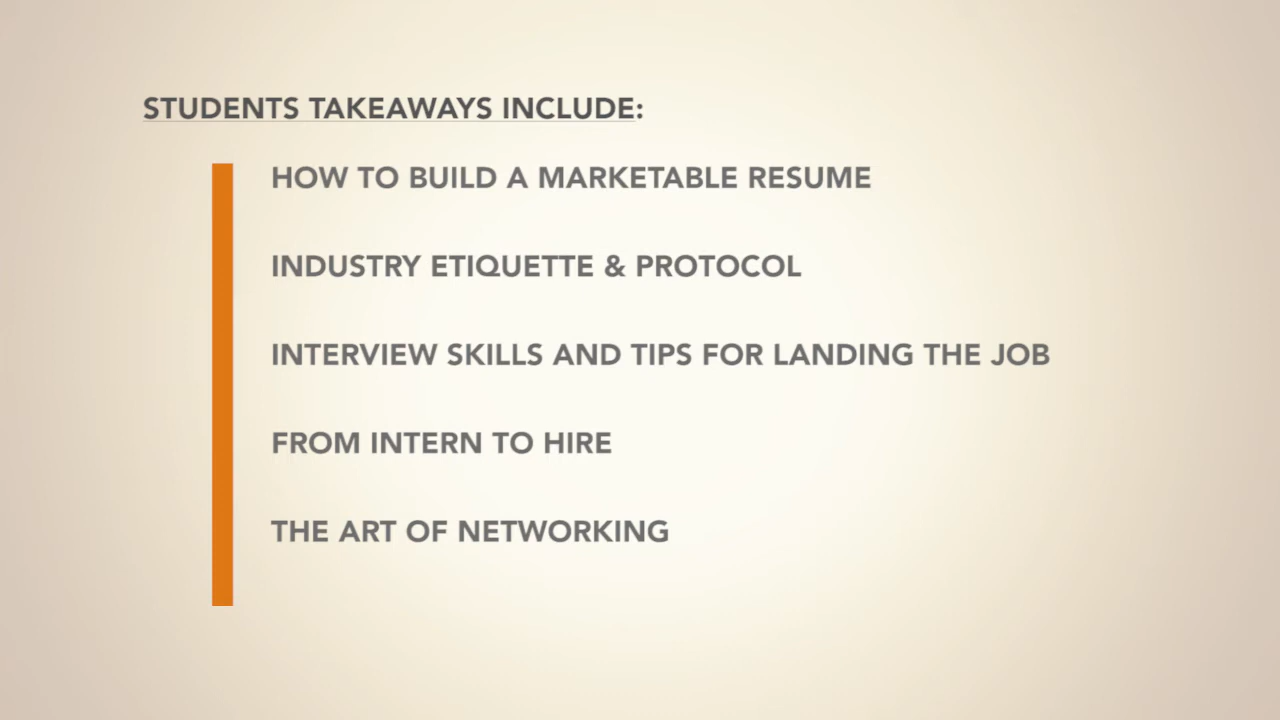 STUDENTS TAKEAWAYS INCLUDE:
HOW TO BUILD A MARKETABLE RESUME
INDUSTRY ETIQUETTE & PROTOCOL
INTERVIEW SKILLS AND TIPS FOR LANDING THE JOB
FROM INTERN TO HIRE
THE ART OF NETWORKING